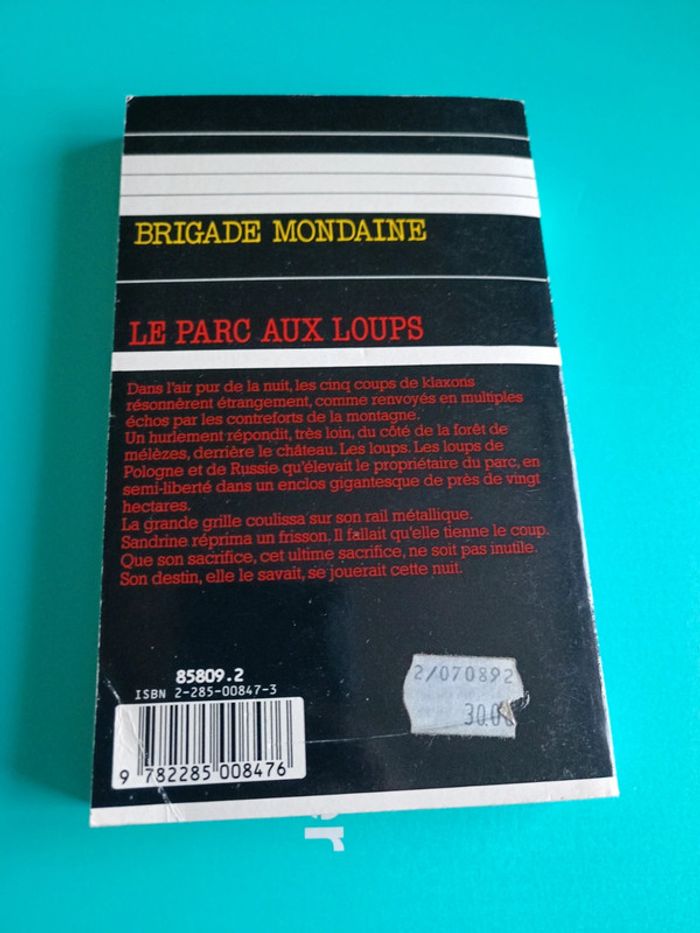 BRIGADE MONDAINE
LE PARC AUX LOUPS
Dans l'air pur de la nuit, les cinq coups de klaxons
résonnèrent étrangement, comme renvoyés en multiples
échos par les contreforts de la montagne.
Un hurlement répondit, très loin, du côté de la forêt de
mélèzes, derrière le château. Les loups. Les loups de
Pologne et de Russie qu'élevait le propriétaire du parc, en
semi-liberté dans un enclos gigantesque de près de vingt
hectares.
La grande grille coulissa sur son rail métallique.
Sandrine réprima un frisson. Il fallait qu'elle tienne le coup.
Que son sacrifice, cet ultime sacrifice, ne soit pas inutile.
Son destin, elle le savait, se jouerait cette nuit.
85809.2
ISBN 2-285-00847-3
9 782285 008476
2/070892